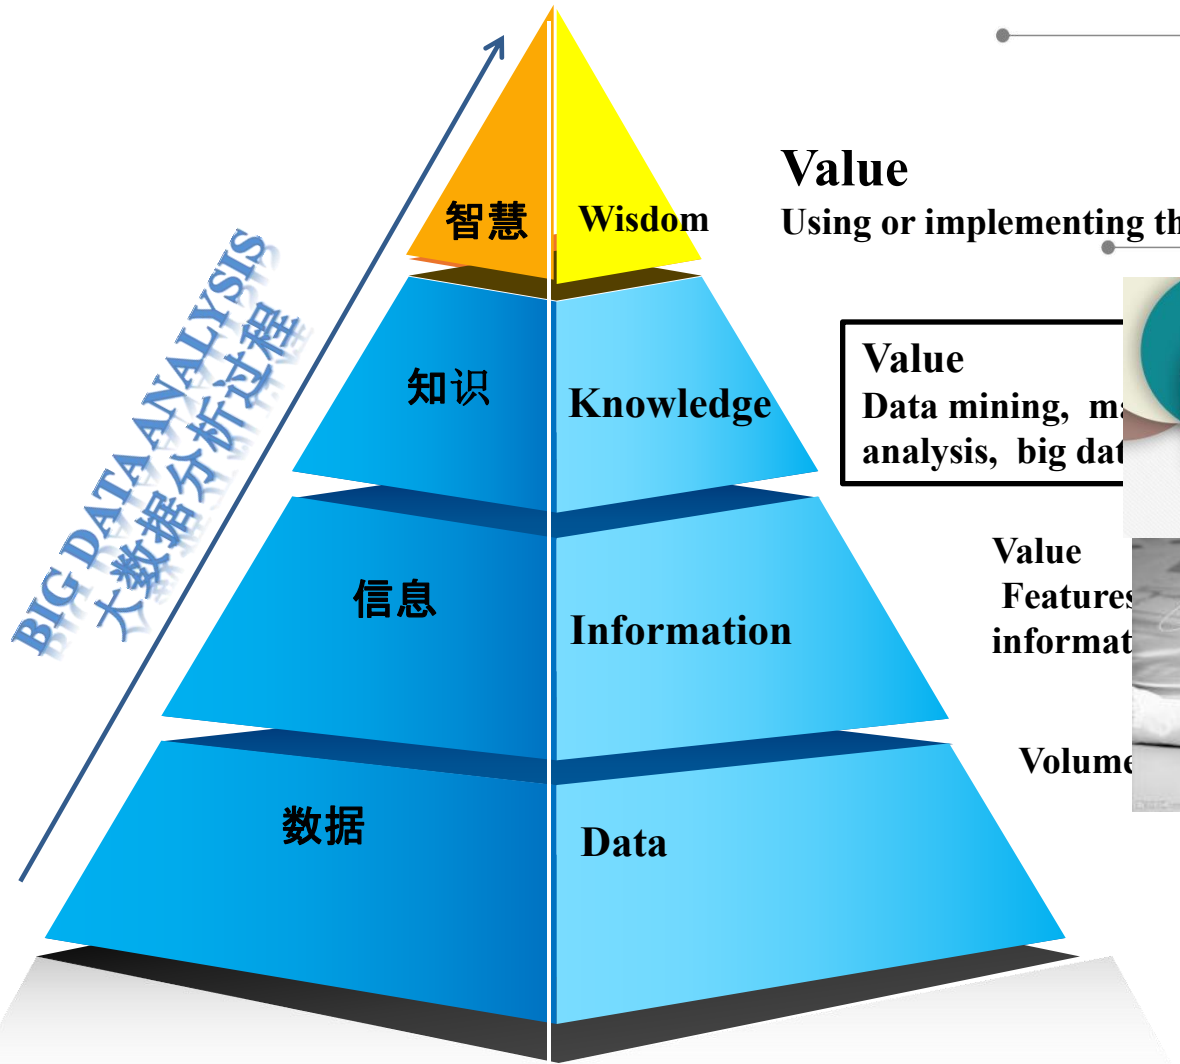 智慧
Wisdom
Value
Using or implementing th
BIG DATA ANALYSIS
大数据分析过程
知识
Knowledge
Value
Data mining, ma
analysis, big dat
信息
Information
Value
Features
informat
数据
Data
Volume